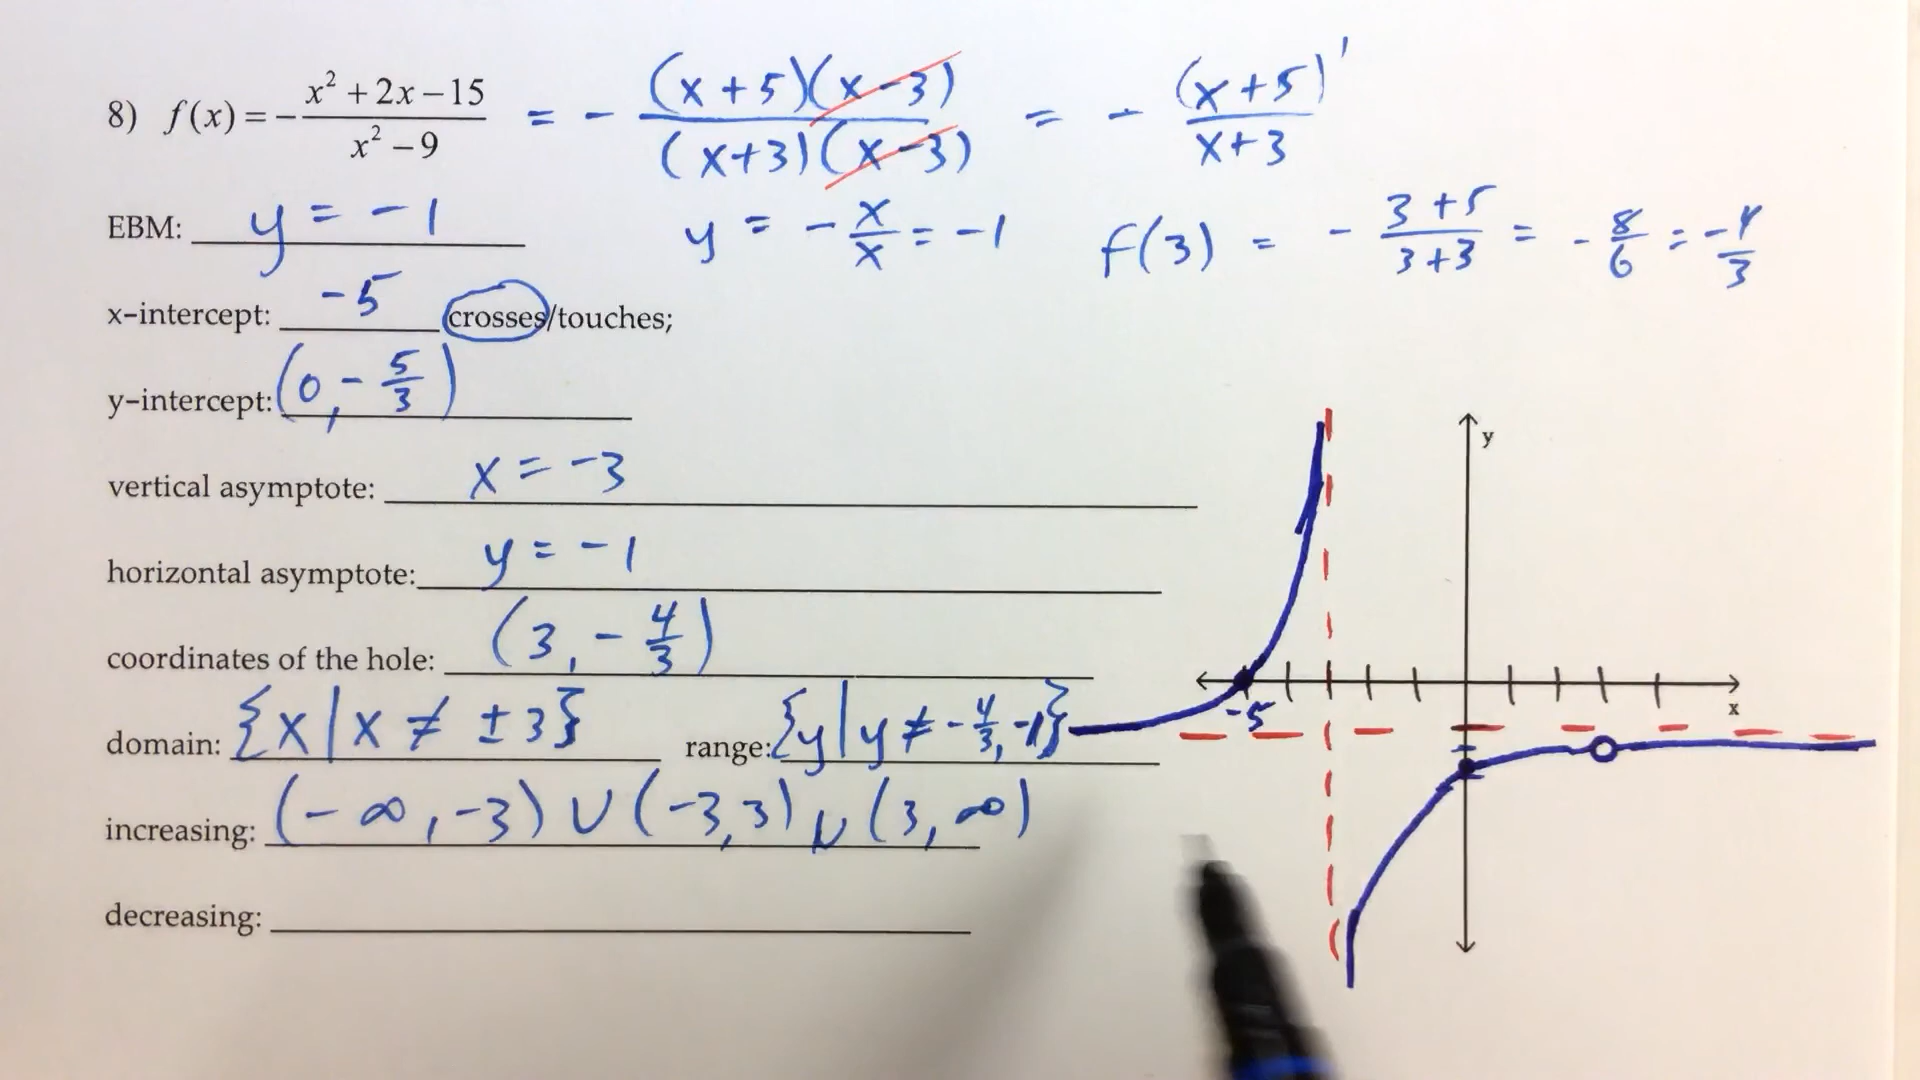 8) f(x) = − (x² + 2x − 15)/(x² − 9) = − (x + 5)(x − 3)/(x + 3)(x − 3) = − (x + 5)¹/(x + 3)
EBM: y = −1 y = − x/x = −1 f(3) = − (3 + 5)/(3 + 3) = − 8/6 = −4/3
x–intercept: −5 crosses/touches;
y–intercept: (0, − 5/3)
y
vertical asymptote: x = −3
horizontal asymptote: y = −1
coordinates of the hole: (3, − 4/3)
−5 x
domain: {x | x ≠ ±3} range: {y | y ≠ − 4/3, −1}
increasing: (−∞, −3) ∪ (−3, 3) ∪ (3, ∞)
decreasing: